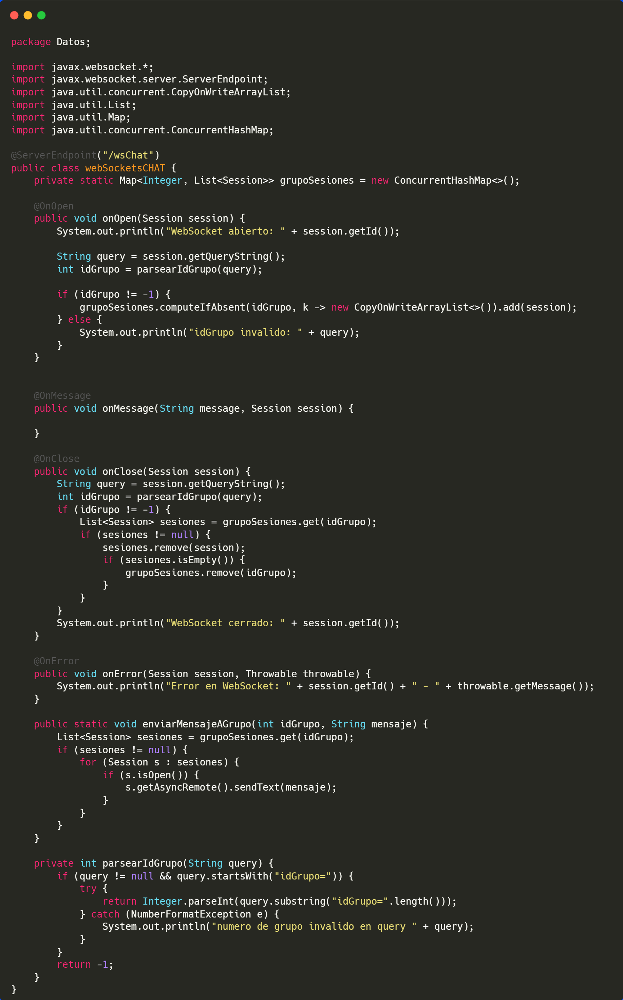 package Datos;

import javax.websocket.*;
import javax.websocket.server.ServerEndpoint;
import java.util.concurrent.CopyOnWriteArrayList;
import java.util.List;
import java.util.Map;
import java.util.concurrent.ConcurrentHashMap;

@ServerEndpoint("/wsChat")
public class webSocketsCHAT {
    private static Map<Integer, List<Session>> grupoSesiones = new ConcurrentHashMap<>();

    @OnOpen
    public void onOpen(Session session) {
        System.out.println("WebSocket abierto: " + session.getId());

        String query = session.getQueryString();
        int idGrupo = parsearIdGrupo(query);

        if (idGrupo != -1) {
            grupoSesiones.computeIfAbsent(idGrupo, k -> new CopyOnWriteArrayList<>()).add(session);
        } else {
            System.out.println("idGrupo invalido: " + query);
        }
    }


    @OnMessage
    public void onMessage(String message, Session session) {

    }

    @OnClose
    public void onClose(Session session) {
        String query = session.getQueryString();
        int idGrupo = parsearIdGrupo(query);
        if (idGrupo != -1) {
            List<Session> sesiones = grupoSesiones.get(idGrupo);
            if (sesiones != null) {
                sesiones.remove(session);
                if (sesiones.isEmpty()) {
                    grupoSesiones.remove(idGrupo);
                }
            }
        }
        System.out.println("WebSocket cerrado: " + session.getId());
    }

    @OnError
    public void onError(Session session, Throwable throwable) {
        System.out.println("Error en WebSocket: " + session.getId() + " - " + throwable.getMessage());
    }

    public static void enviarMensajeAGrupo(int idGrupo, String mensaje) {
        List<Session> sesiones = grupoSesiones.get(idGrupo);
        if (sesiones != null) {
            for (Session s : sesiones) {
                if (s.isOpen()) {
                    s.getAsyncRemote().sendText(mensaje);
                }
            }
        }
    }

    private int parsearIdGrupo(String query) {
        if (query != null && query.startsWith("idGrupo=")) {
            try {
                return Integer.parseInt(query.substring("idGrupo=".length()));
            } catch (NumberFormatException e) {
                System.out.println("numero de grupo invalido en query " + query);
            }
        }
        return -1;
    }
}